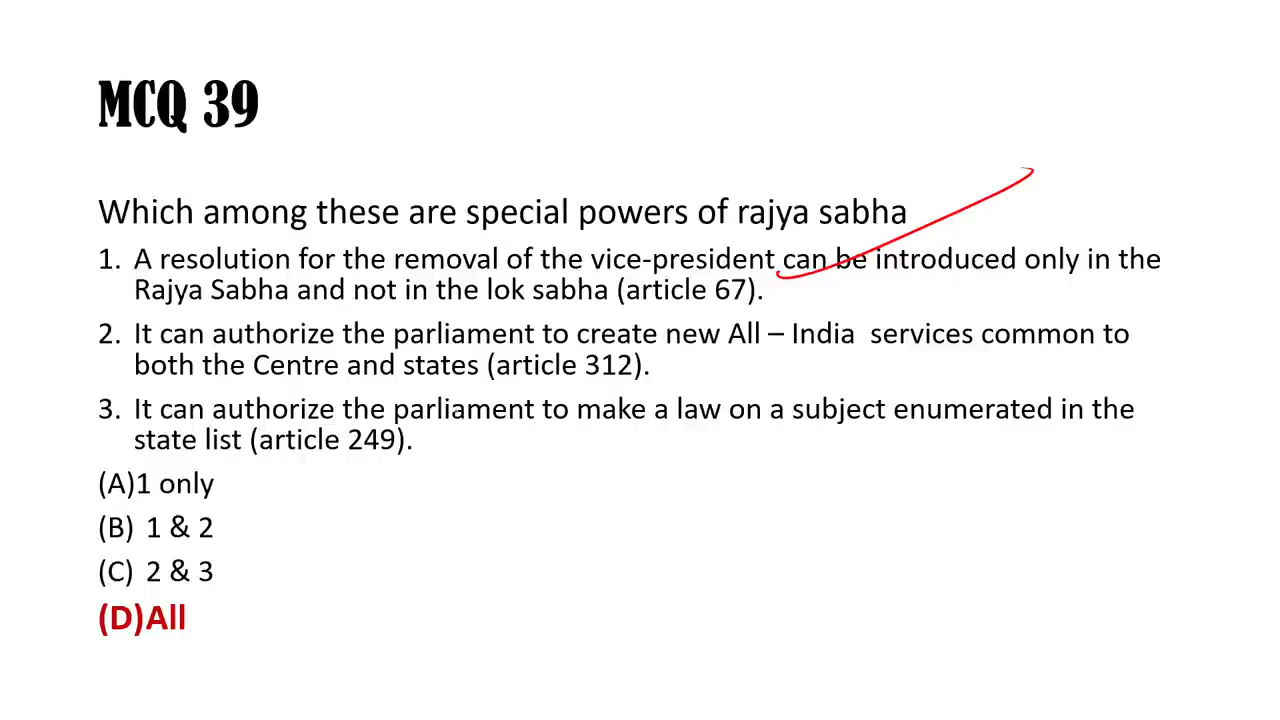 MCQ 39
Which among these are special powers of rajya sabha
1. A resolution for the removal of the vice-president can be introduced only in the
Rajya Sabha and not in the lok sabha (article 67).
2. It can authorize the parliament to create new All – India  services common to
both the Centre and states (article 312).
3. It can authorize the parliament to make a law on a subject enumerated in the
state list (article 249).
(A)1 only
(B) 1 & 2
(C) 2 & 3
(D)All